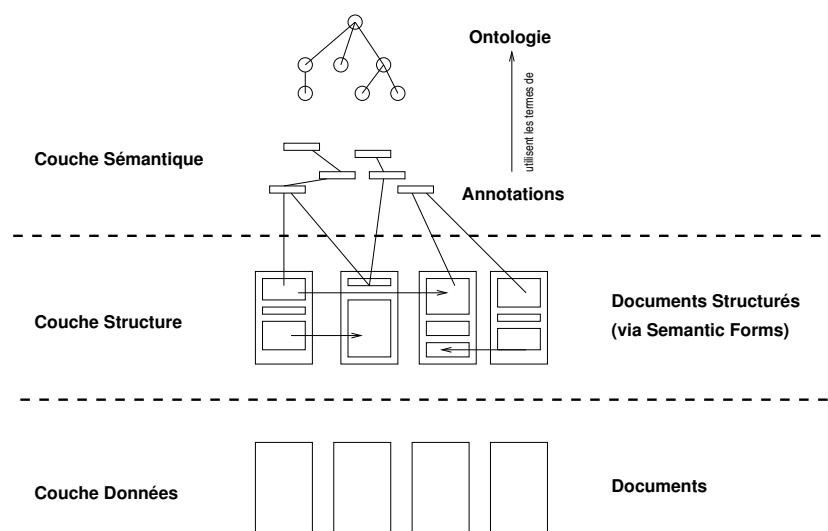 Ontologie
utilisent les termes de
Couche Sémantique
Annotations
Couche Structure
Documents Structurés
(via Semantic Forms)
Couche Données
Documents